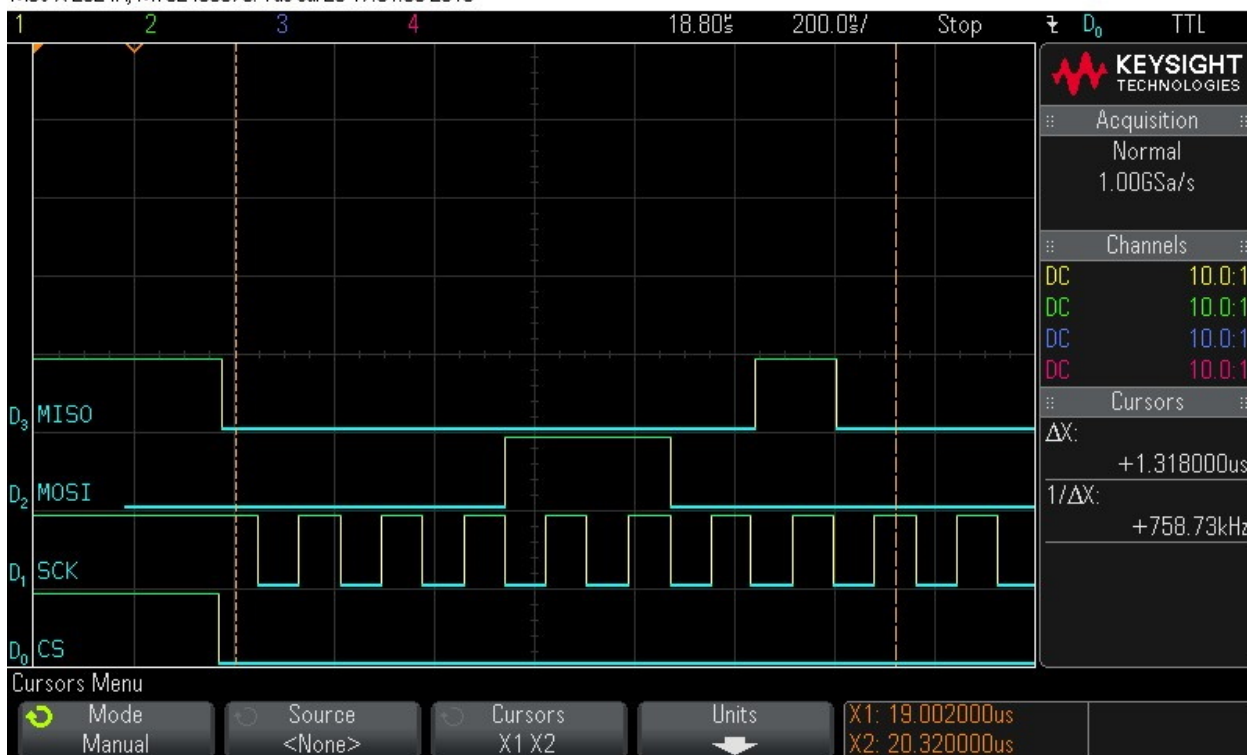 1 2 3 4 18.80㎲ 200.0㎱/ Stop D₀ TTL
KEYSIGHT
TECHNOLOGIES
Acquisition
Normal
1.00GSa/s
Channels
DC 10.0:1
DC 10.0:1
DC 10.0:1
DC 10.0:1
Cursors
ΔX:
+1.318000us
1/ΔX:
+758.73kHz
D₃ MISO
D₂ MOSI
D₁ SCK
D₀ CS
Cursors Menu
Mode Source Cursors Units X1: 19.002000us
Manual <None> X1 X2 X2: 20.320000us